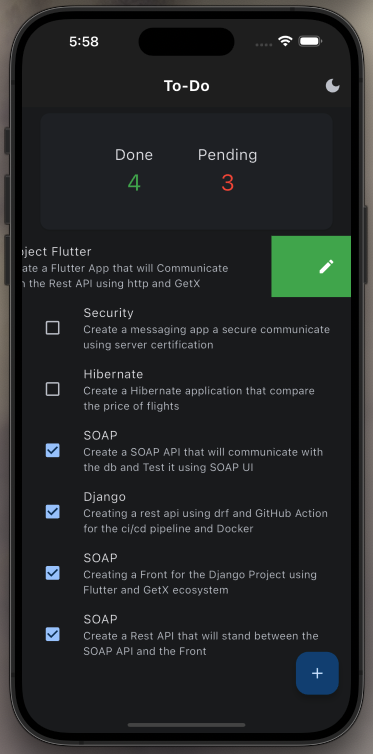 5:58
To-Do
Done
Pending
4
3
oject Flutter
ate a Flutter App that will Communicate
the Rest API using http and GetX
Security
Create a messaging app a secure communicate
using server certification
Hibernate
Create a Hibernate application that compare
the price of flights
SOAP
Create a SOAP API that will communicate with
the db and Test it using SOAP UI
Django
Creating a rest api using drf and GitHub Action
for the ci/cd pipeline and Docker
SOAP
Creating a Front for the Django Project using
Flutter and GetX ecosystem
SOAP
Create a Rest API that will stand between the
SOAP API and the Front